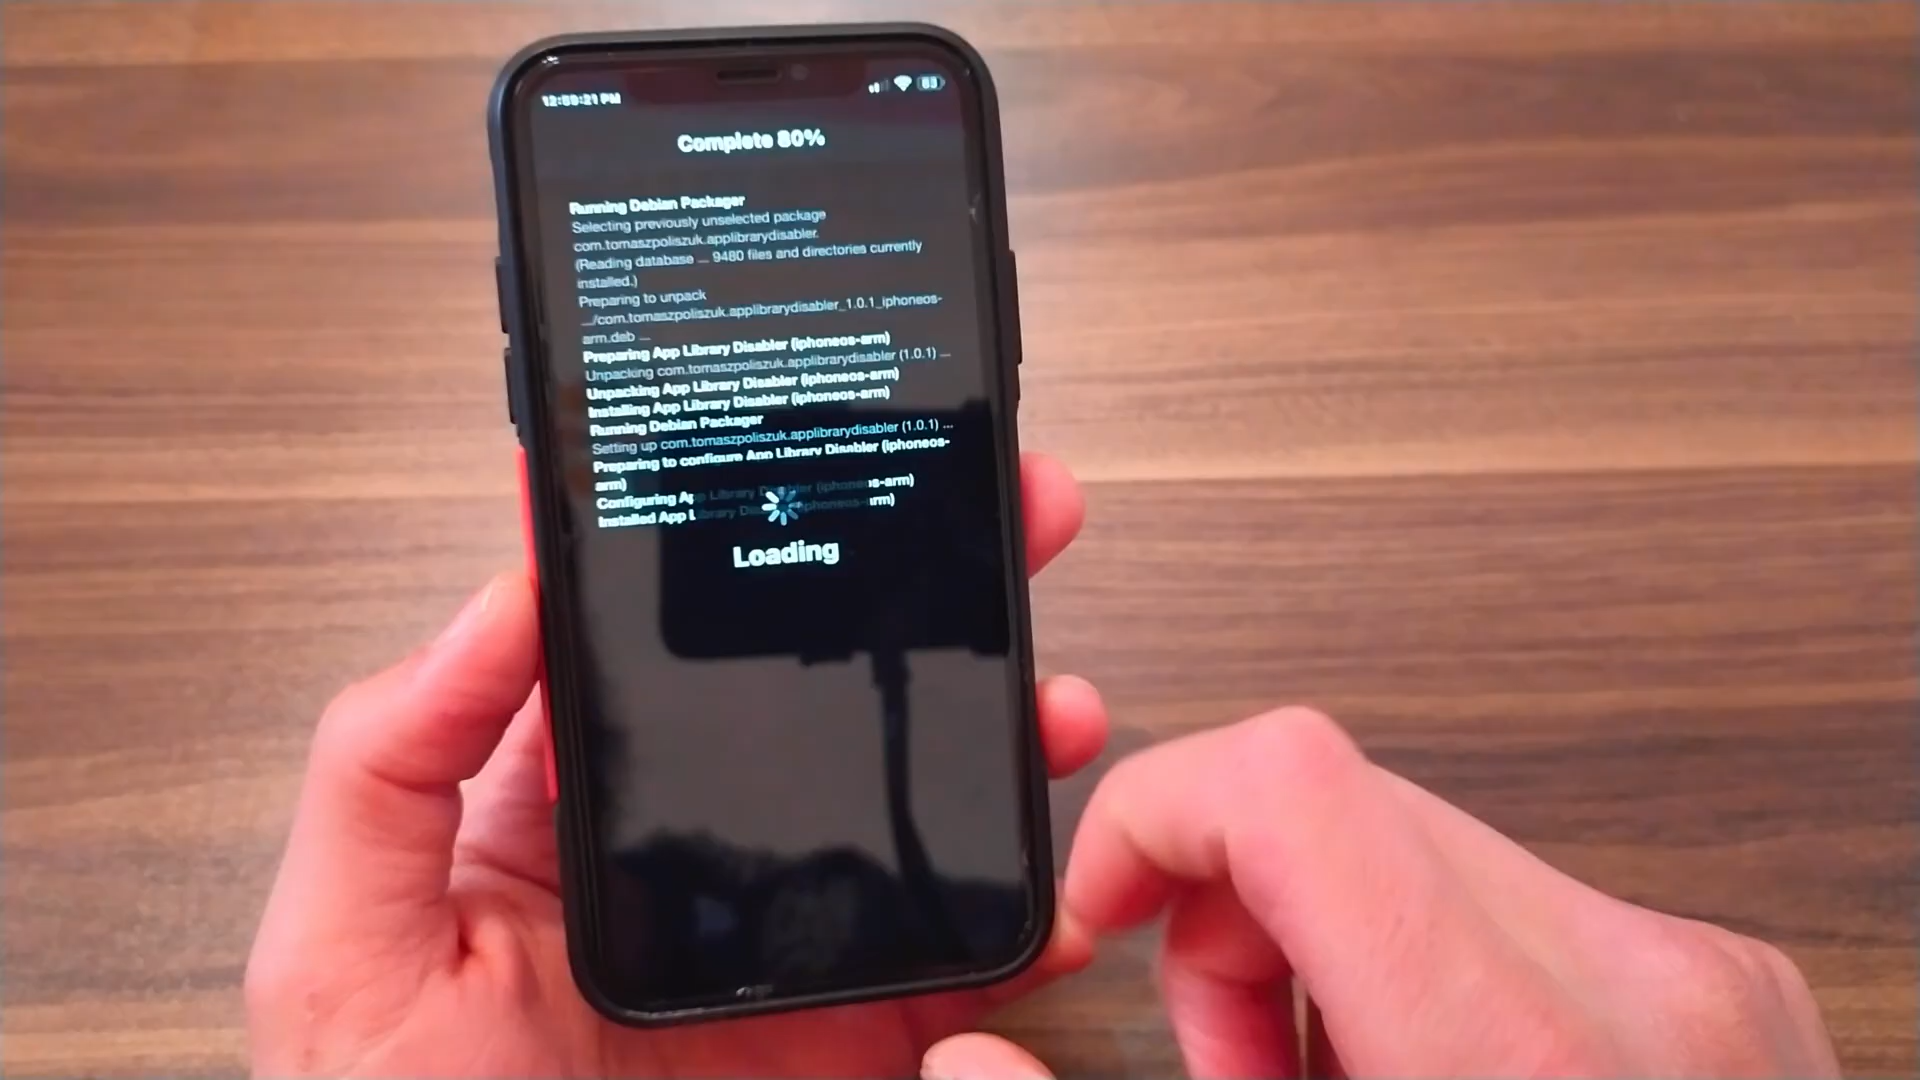 PM
83
Complete 80%
Running Debian Packager
Selecting previously unselected package
com.tomaszpoliszuk.applibrarydisabler.
(Reading database ... 9480 files and directories currently
installed.)
Preparing to unpack
.../com.tomaszpoliszuk.applibrarydisabler_1.0.1_iphoneos-
arm.deb ...
Preparing App Library Disabler (iphoneos-arm)
Unpacking com.tomaszpoliszuk.applibrarydisabler (1.0.1) ...
Unpacking App Library Disabler (iphoneos-arm)
Installing App Library Disabler (iphoneos-arm)
Running Debian Packager
Setting up com.tomaszpoliszuk.applibrarydisabler (1.0.1) ...
Preparing to configure App Library Disabler (iphoneos-
arm)
Configuring App Library Disabler (iphoneos-arm)
Installed App Library Disabler (iphoneos-arm)
Loading